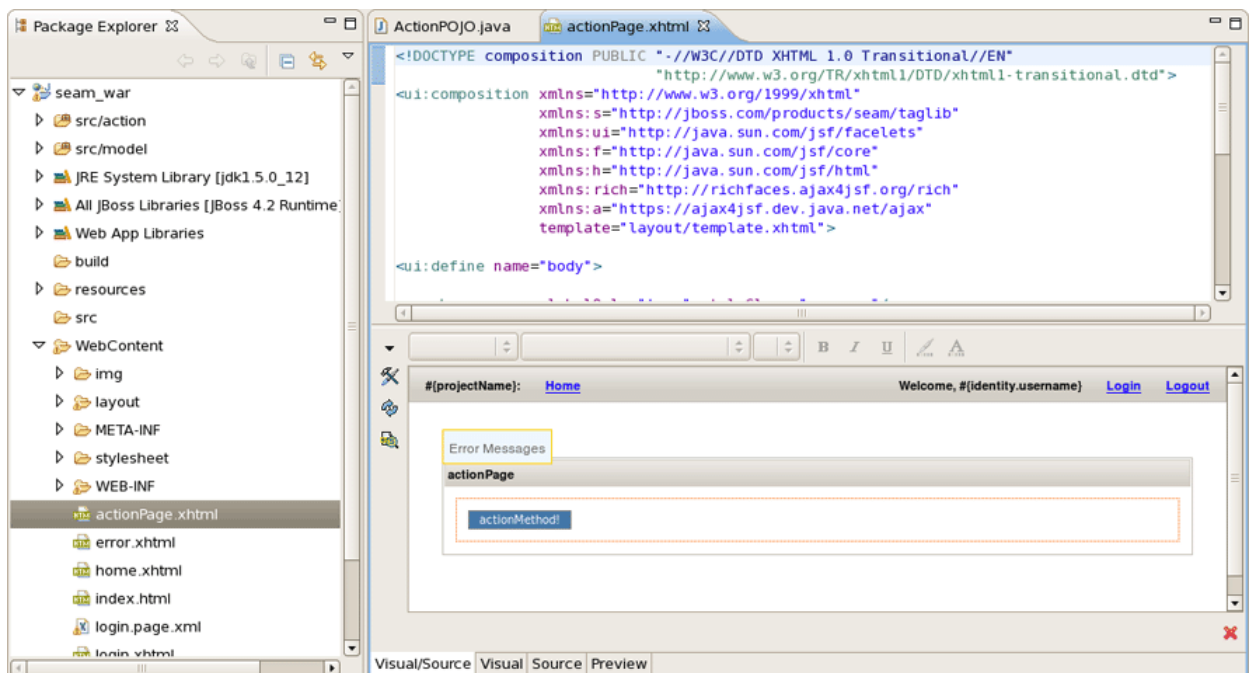 Package Explorer
seam_war
src/action
src/model
JRE System Library [jdk1.5.0_12]
All JBoss Libraries [JBoss 4.2 Runtime]
Web App Libraries
build
resources
src
WebContent
img
layout
META-INF
stylesheet
WEB-INF
actionPage.xhtml
error.xhtml
home.xhtml
index.html
login.page.xml
login.xhtml
ActionPOJO.java
actionPage.xhtml
<!DOCTYPE composition PUBLIC "-//W3C//DTD XHTML 1.0 Transitional//EN"
"http://www.w3.org/TR/xhtml1/DTD/xhtml1-transitional.dtd">
<ui:composition xmlns="http://www.w3.org/1999/xhtml"
xmlns:s="http://jboss.com/products/seam/taglib"
xmlns:ui="http://java.sun.com/jsf/facelets"
xmlns:f="http://java.sun.com/jsf/core"
xmlns:h="http://java.sun.com/jsf/html"
xmlns:rich="http://richfaces.ajax4jsf.org/rich"
xmlns:a="https://ajax4jsf.dev.java.net/ajax"
template="layout/template.xhtml">
<ui:define name="body">
B I U A
#{projectName}: Home Welcome, #{identity.username} Login Logout
Error Messages
actionPage
actionMethod!
Visual/Source Visual Source Preview